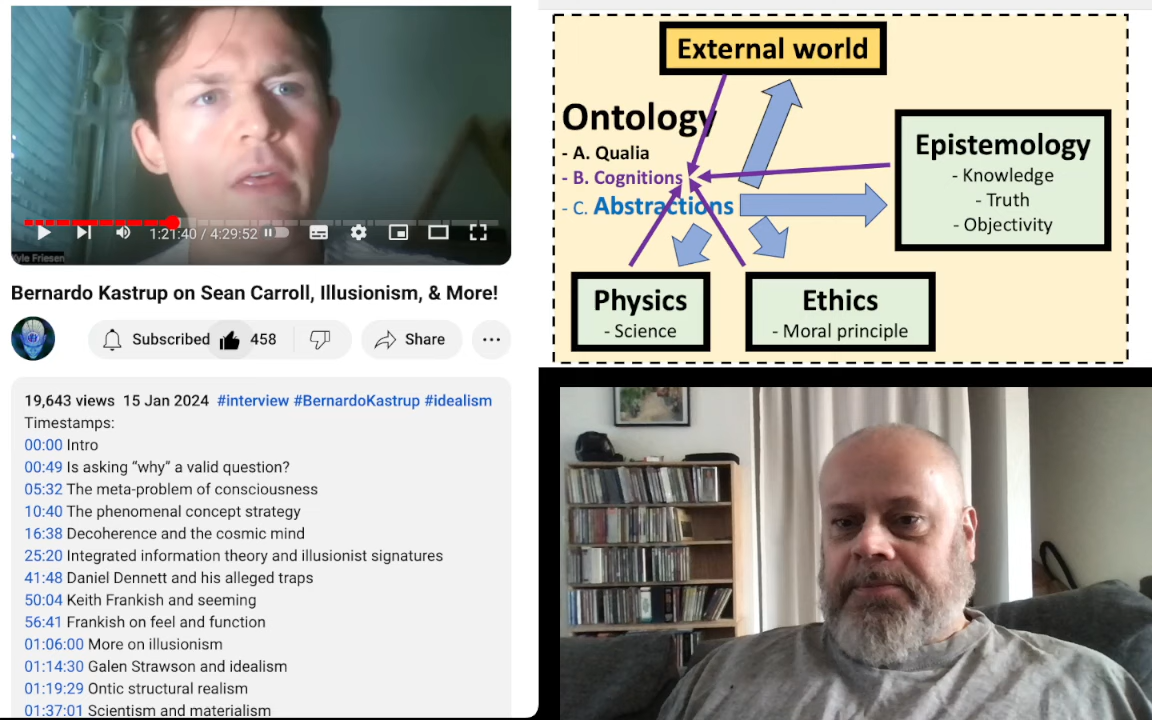 1:21:40 / 4:29:52
Kyle Friesen
Bernardo Kastrup on Sean Carroll, Illusionism, & More!
Subscribed
458
Share
19,643 views 15 Jan 2024 #interview #BernardoKastrup #idealism
Timestamps:
00:00 Intro
00:49 Is asking “why” a valid question?
05:32 The meta-problem of consciousness
10:40 The phenomenal concept strategy
16:38 Decoherence and the cosmic mind
25:20 Integrated information theory and illusionist signatures
41:48 Daniel Dennett and his alleged traps
50:04 Keith Frankish and seeming
56:41 Frankish on feel and function
01:06:00 More on illusionism
01:14:30 Galen Strawson and idealism
01:19:29 Ontic structural realism
01:37:01 Scientism and materialism
External world
Ontology
- A. Qualia
- B. Cognitions
- C. Abstractions
Epistemology
- Knowledge
- Truth
- Objectivity
Physics
- Science
Ethics
- Moral principle